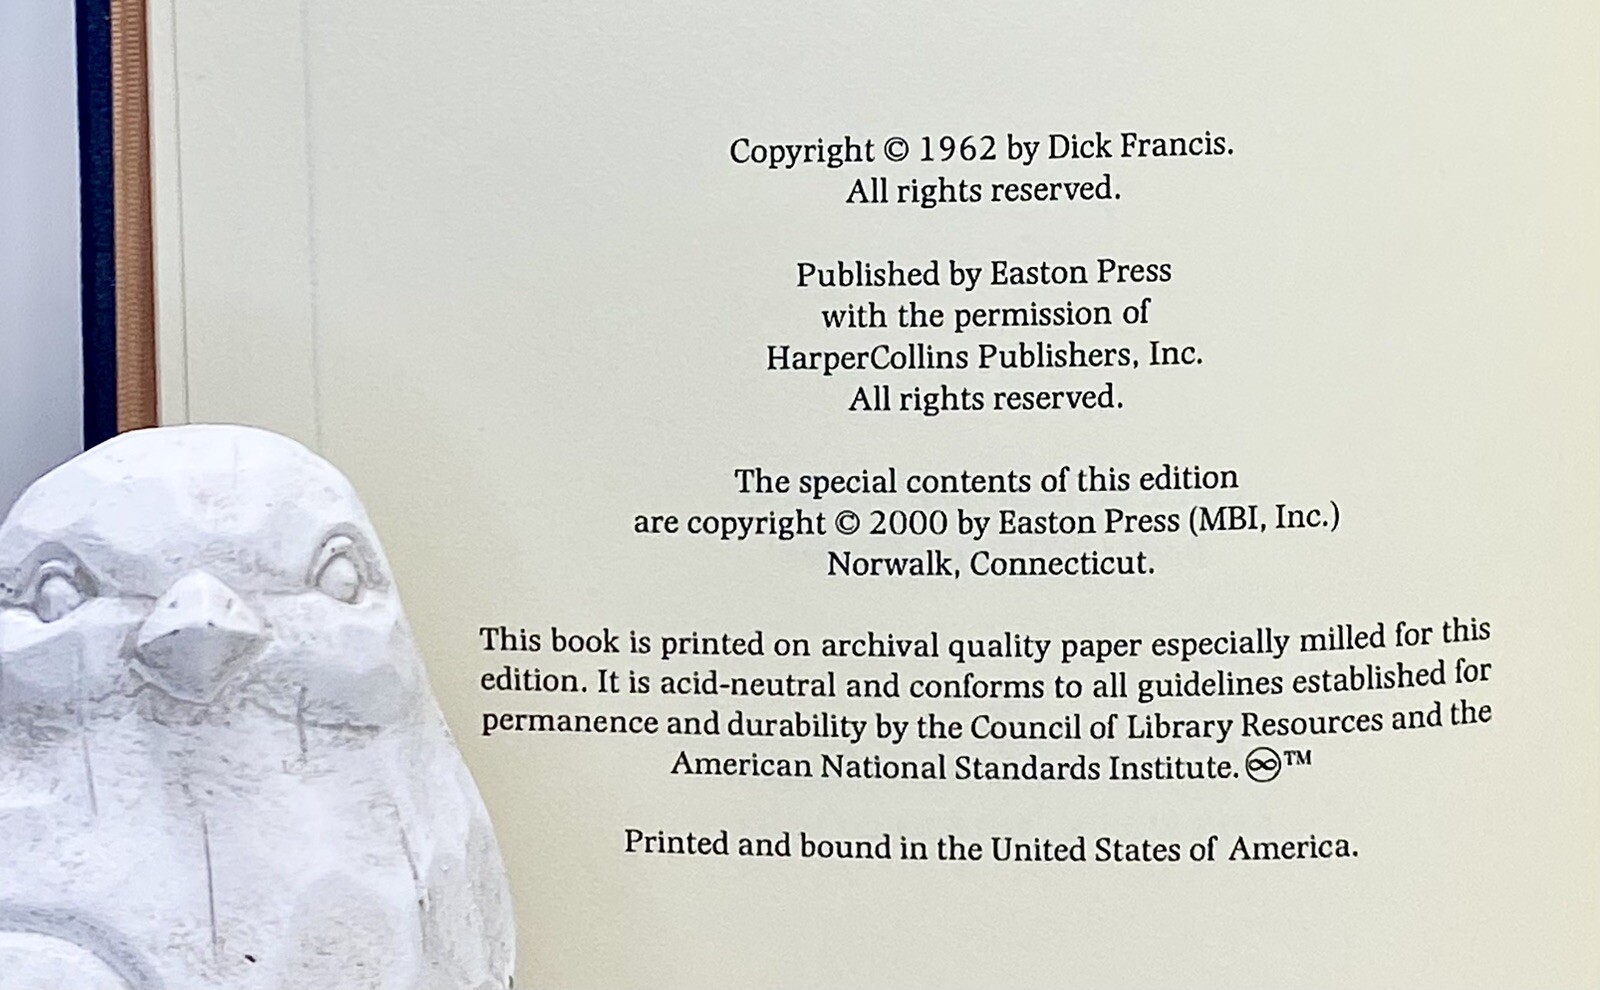 Copyright © 1962 by Dick Francis.
All rights reserved.
Published by Easton Press
with the permission of
HarperCollins Publishers, Inc.
All rights reserved.
The special contents of this edition
are copyright © 2000 by Easton Press (MBI, Inc.)
Norwalk, Connecticut.
This book is printed on archival quality paper especially milled for this
edition. It is acid-neutral and conforms to all guidelines established for
permanence and durability by the Council of Library Resources and the
American National Standards Institute. ♾™
Printed and bound in the United States of America.